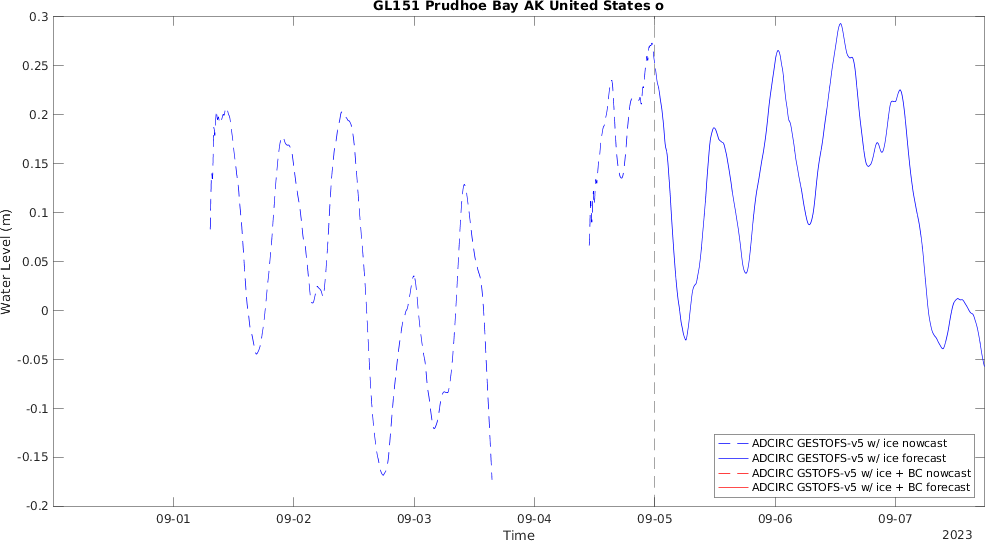 GL151 Prudhoe Bay AK United States o
0.3
0.25
0.2
0.15
0.1
0.05
0
-0.05
-0.1
-0.15
-0.2
Water Level (m)
09-01 09-02 09-03 09-04 09-05 09-06 09-07
Time
2023
ADCIRC GESTOFS-v5 w/ ice nowcast
ADCIRC GESTOFS-v5 w/ ice forecast
ADCIRC GSTOFS-v5 w/ ice + BC nowcast
ADCIRC GSTOFS-v5 w/ ice + BC forecast